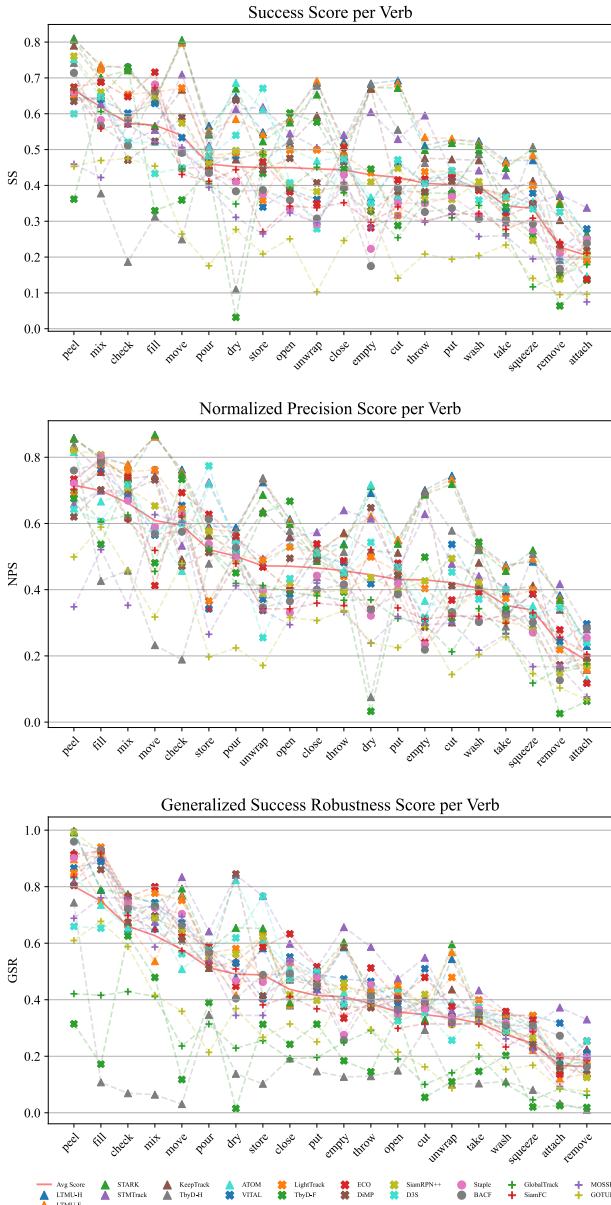 Success Score per Verb
SS
0.8
0.7
0.6
0.5
0.4
0.3
0.2
0.1
0.0
peel mix check fill move pour dry store open unwrap close empty cut throw put wash take squeeze remove attach
Normalized Precision Score per Verb
NPS
0.8
0.6
0.4
0.2
0.0
peel fill mix move check store pour unwrap open close throw dry put empty cut wash take squeeze remove attach
Generalized Success Robustness Score per Verb
GSR
1.0
0.8
0.6
0.4
0.2
0.0
peel fill check mix move pour dry store close put empty throw open cut unwrap take wash squeeze attach remove
Avg Score STARK KeepTrack ATOM LightTrack ECO SiamRPN++ Staple GlobalTrack MOSSE
LTMU-H STMTrack TbyD-H VITAL TbyD-F DiMP D3S BACF SiamFC GOTUR